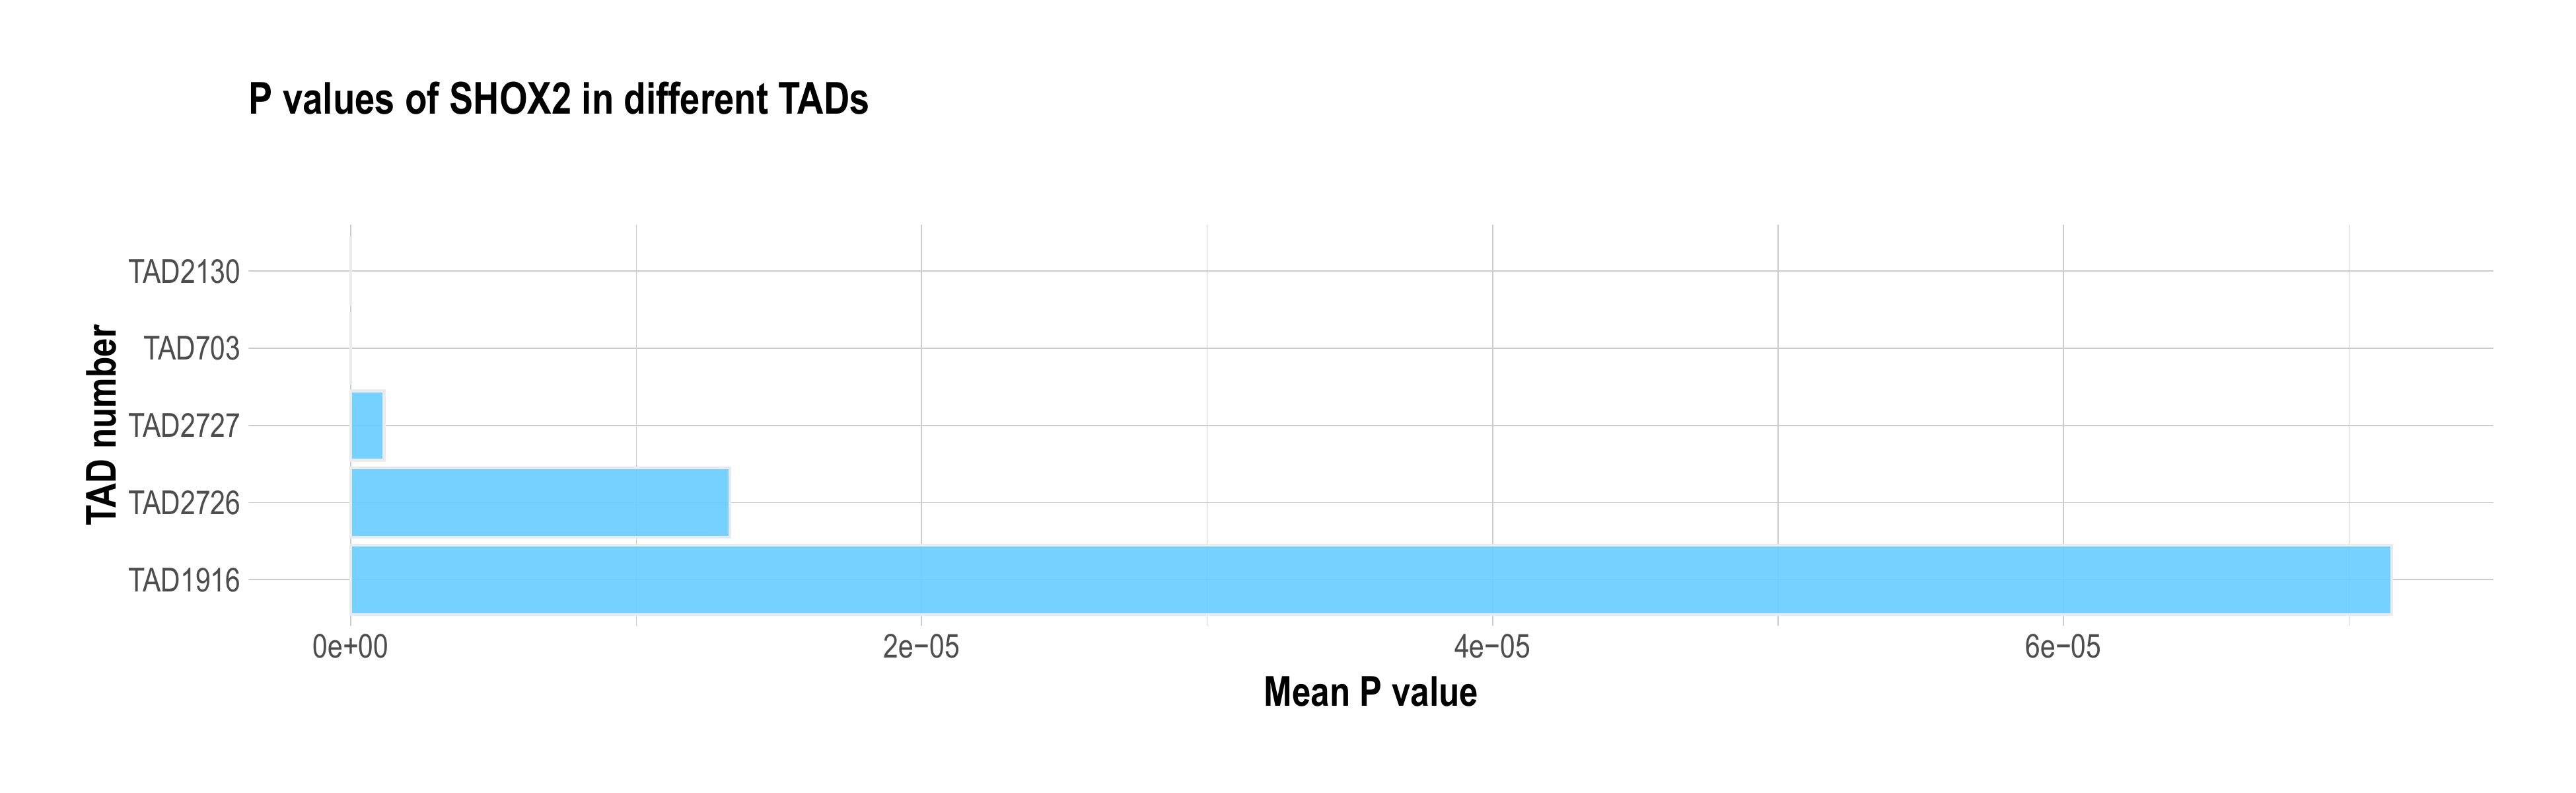 P values of SHOX2 in different TADs
TAD number
TAD2130
TAD703
TAD2727
TAD2726
TAD1916
0e+00 2e−05 4e−05 6e−05
Mean P value